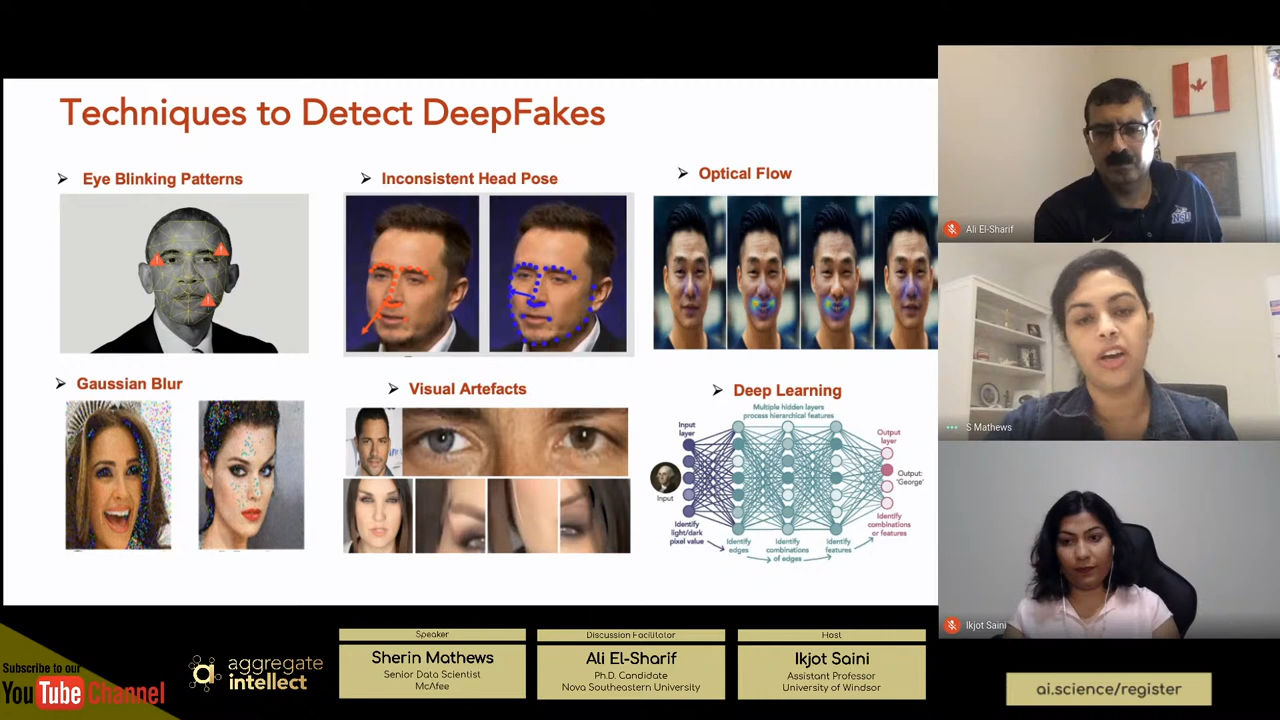 Techniques to Detect DeepFakes
Eye Blinking Patterns
Inconsistent Head Pose
Optical Flow
Gaussian Blur
Visual Artefacts
Deep Learning
Multiple hidden layers
process hierarchical features
Input
layer
Output
layer
Input
Output:
'George'
Identify
light/dark
pixel value
Identify
edges
Identify
combinations
of edges
Identify
features
Identify
combinations
or features
Ali El-Sharif
NSU
S Mathews
Ikjot Saini
Subscribe to our
YouTube Channel
aggregate
intellect
Speaker
Sherin Mathews
Senior Data Scientist
McAfee
Discussion Facilitator
Ali El-Sharif
Ph.D. Candidate
Nova Southeastern University
Host
Ikjot Saini
Assistant Professor
University of Windsor
ai.science/register